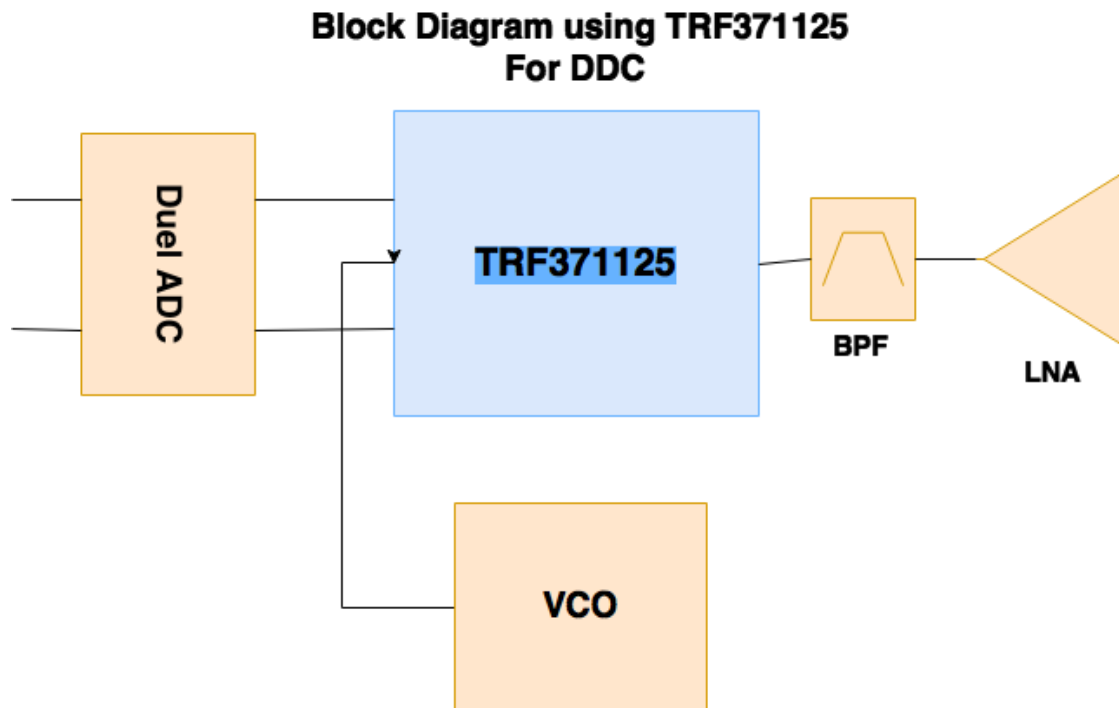 Block Diagram using TRF371125
For DDC
Duel ADC
TRF371125
BPF
LNA
VCO